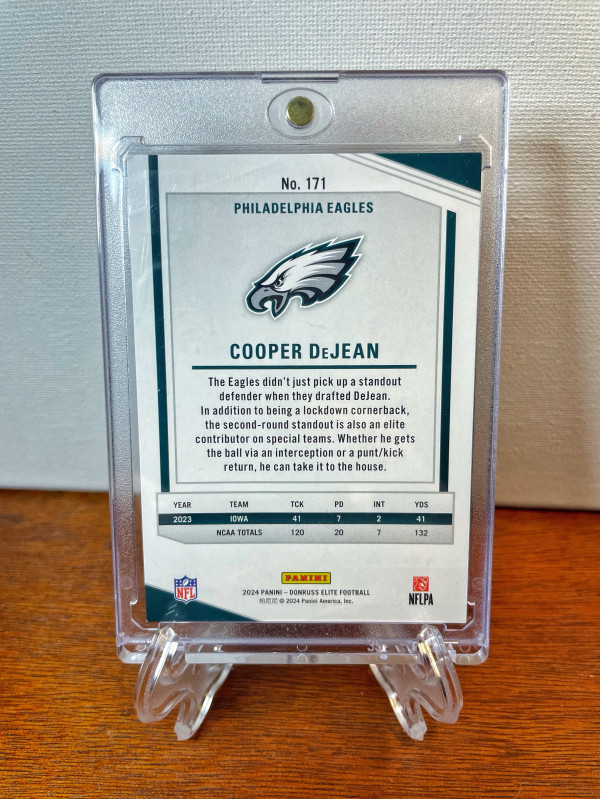 No. 171
PHILADELPHIA EAGLES
COOPER DeJEAN
The Eagles didn't just pick up a standout
defender when they drafted DeJean.
In addition to being a lockdown cornerback,
the second-round standout is also an elite
contributor on special teams. Whether he gets
the ball via an interception or a punt/kick
return, he can take it to the house.
YEAR TEAM TCK PD INT YDS
2023 IOWA 41 7 2 41
NCAA TOTALS 120 20 7 132
NFL
PANINI
NFLPA
2024 PANINI – DONRUSS ELITE FOOTBALL
帕尼尼 © 2024 Panini America, Inc.